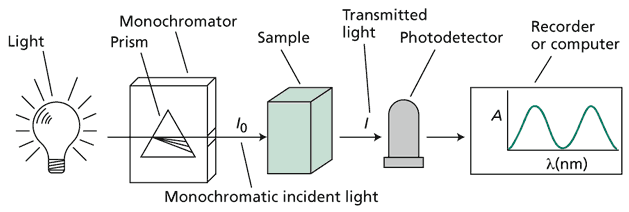 Light
Monochromator
Prism
Sample
Transmitted
light
Photodetector
Recorder
or computer
I₀
I
A
λ(nm)
Monochromatic incident light